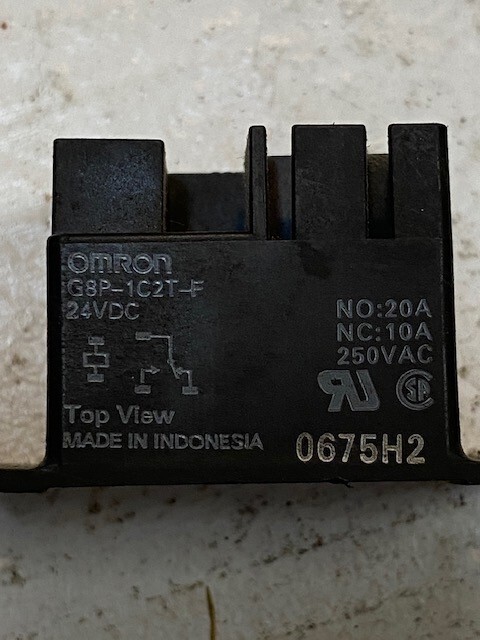 OMRON
G8P-1C2T-F
24VDC
NO:20A
NC:10A
250VAC
Top View
MADE IN INDONESIA
0675H2